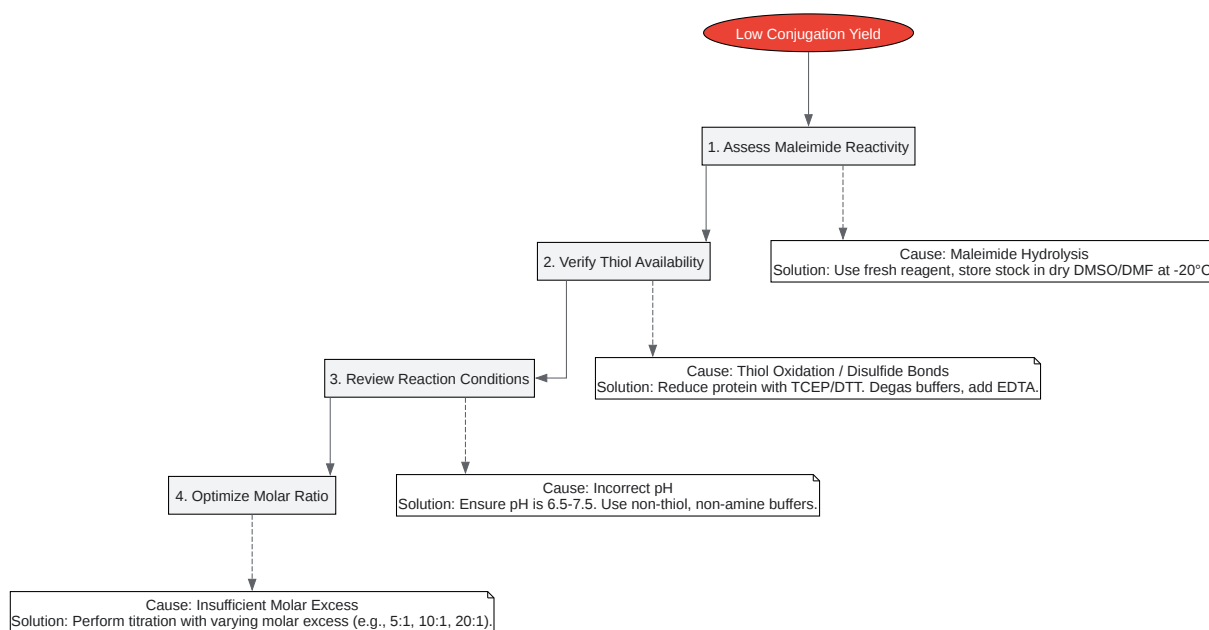 Low Conjugation Yield
1. Assess Maleimide Reactivity
2. Verify Thiol Availability
Cause: Maleimide Hydrolysis
Solution: Use fresh reagent, store stock in dry DMSO/DMF at -20°C
3. Review Reaction Conditions
Cause: Thiol Oxidation / Disulfide Bonds
Solution: Reduce protein with TCEP/DTT. Degas buffers, add EDTA.
4. Optimize Molar Ratio
Cause: Incorrect pH
Solution: Ensure pH is 6.5-7.5. Use non-thiol, non-amine buffers.
Cause: Insufficient Molar Excess
Solution: Perform titration with varying molar excess (e.g., 5:1, 10:1, 20:1).